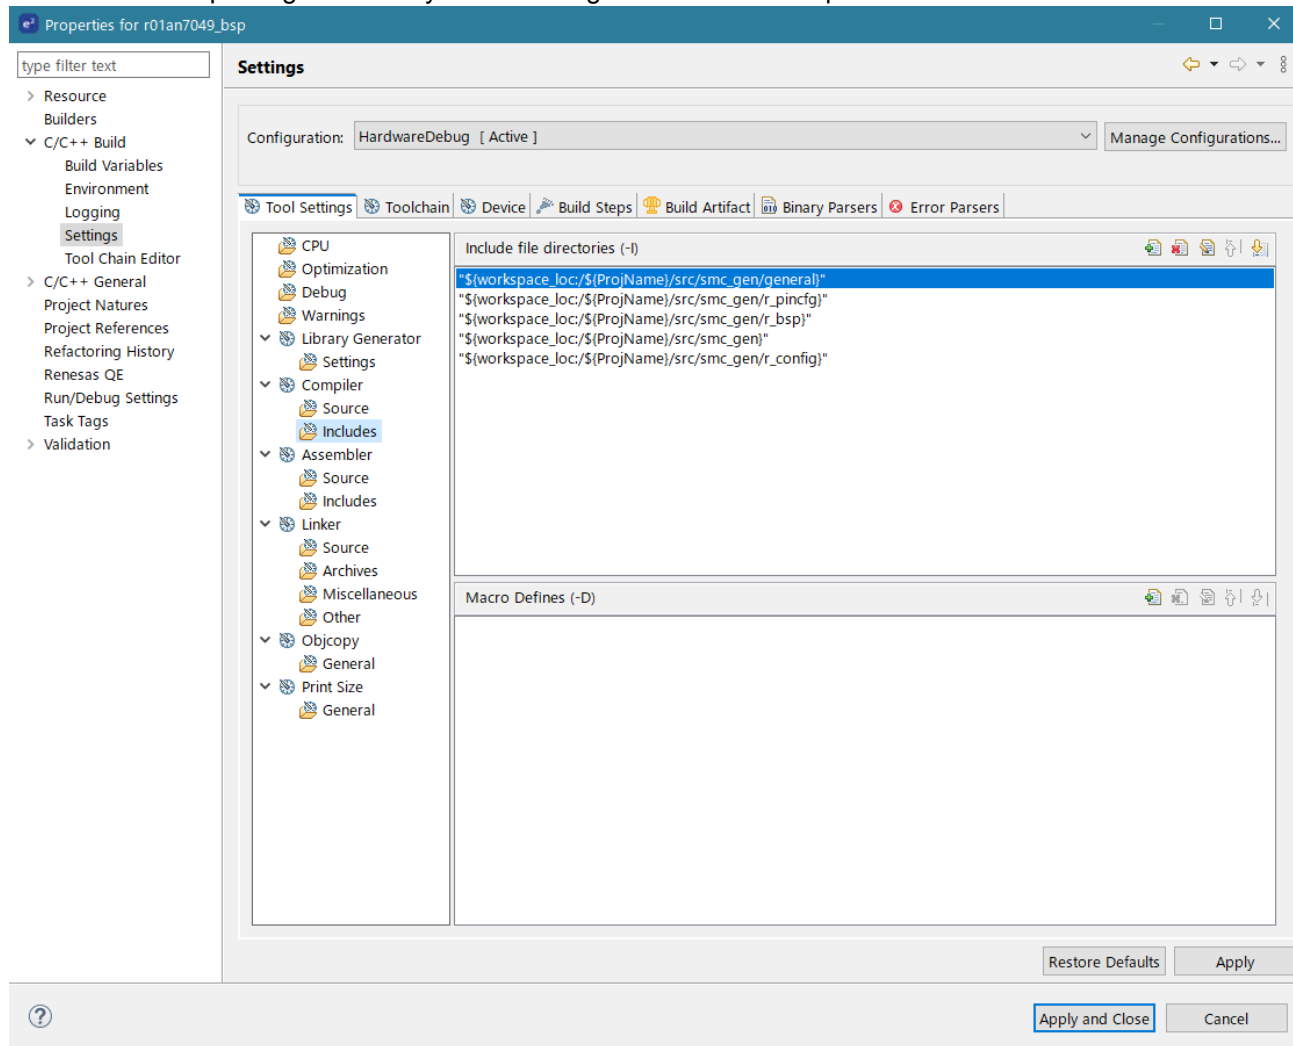 Properties for r01an7049_bsp
type filter text
Settings
Resource
Builders
C/C++ Build
Build Variables
Environment
Logging
Settings
Tool Chain Editor
C/C++ General
Project Natures
Project References
Refactoring History
Renesas QE
Run/Debug Settings
Task Tags
Validation
Configuration: HardwareDebug [ Active ] Manage Configurations...
Tool Settings Toolchain Device Build Steps Build Artifact Binary Parsers Error Parsers
CPU
Optimization
Debug
Warnings
Library Generator
Settings
Compiler
Source
Includes
Assembler
Source
Includes
Linker
Source
Archives
Miscellaneous
Other
Objcopy
General
Print Size
General
Include file directories (-I)
"${workspace_loc:/${ProjName}/src/smc_gen/general}"
"${workspace_loc:/${ProjName}/src/smc_gen/r_pincfg}"
"${workspace_loc:/${ProjName}/src/smc_gen/r_bsp}"
"${workspace_loc:/${ProjName}/src/smc_gen}"
"${workspace_loc:/${ProjName}/src/smc_gen/r_config}"
Macro Defines (-D)
Restore Defaults Apply
Apply and Close Cancel